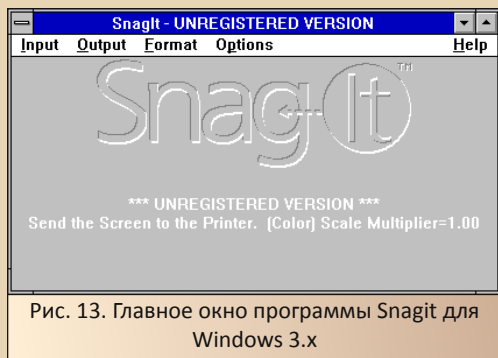 SnagIt - UNREGISTERED VERSION
Input Output Format Options Help
SnagIt TM
*** UNREGISTERED VERSION ***
Send the Screen to the Printer. (Color) Scale Multiplier=1.00
Рис. 13. Главное окно программы Snagit для
Windows 3.x